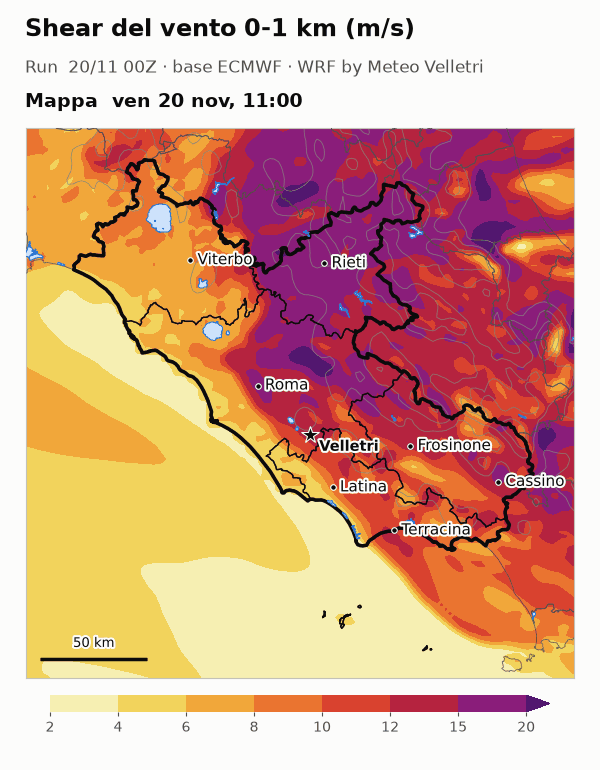 Shear del vento 0-1 km (m/s)
Run  20/11 00Z · base ECMWF · WRF by Meteo Velletri
Mappa  ven 20 nov, 11:00
Viterbo
Rieti
Roma
Velletri
Frosinone
Cassino
Latina
Terracina
50 km
2 4 6 8 10 12 15 20